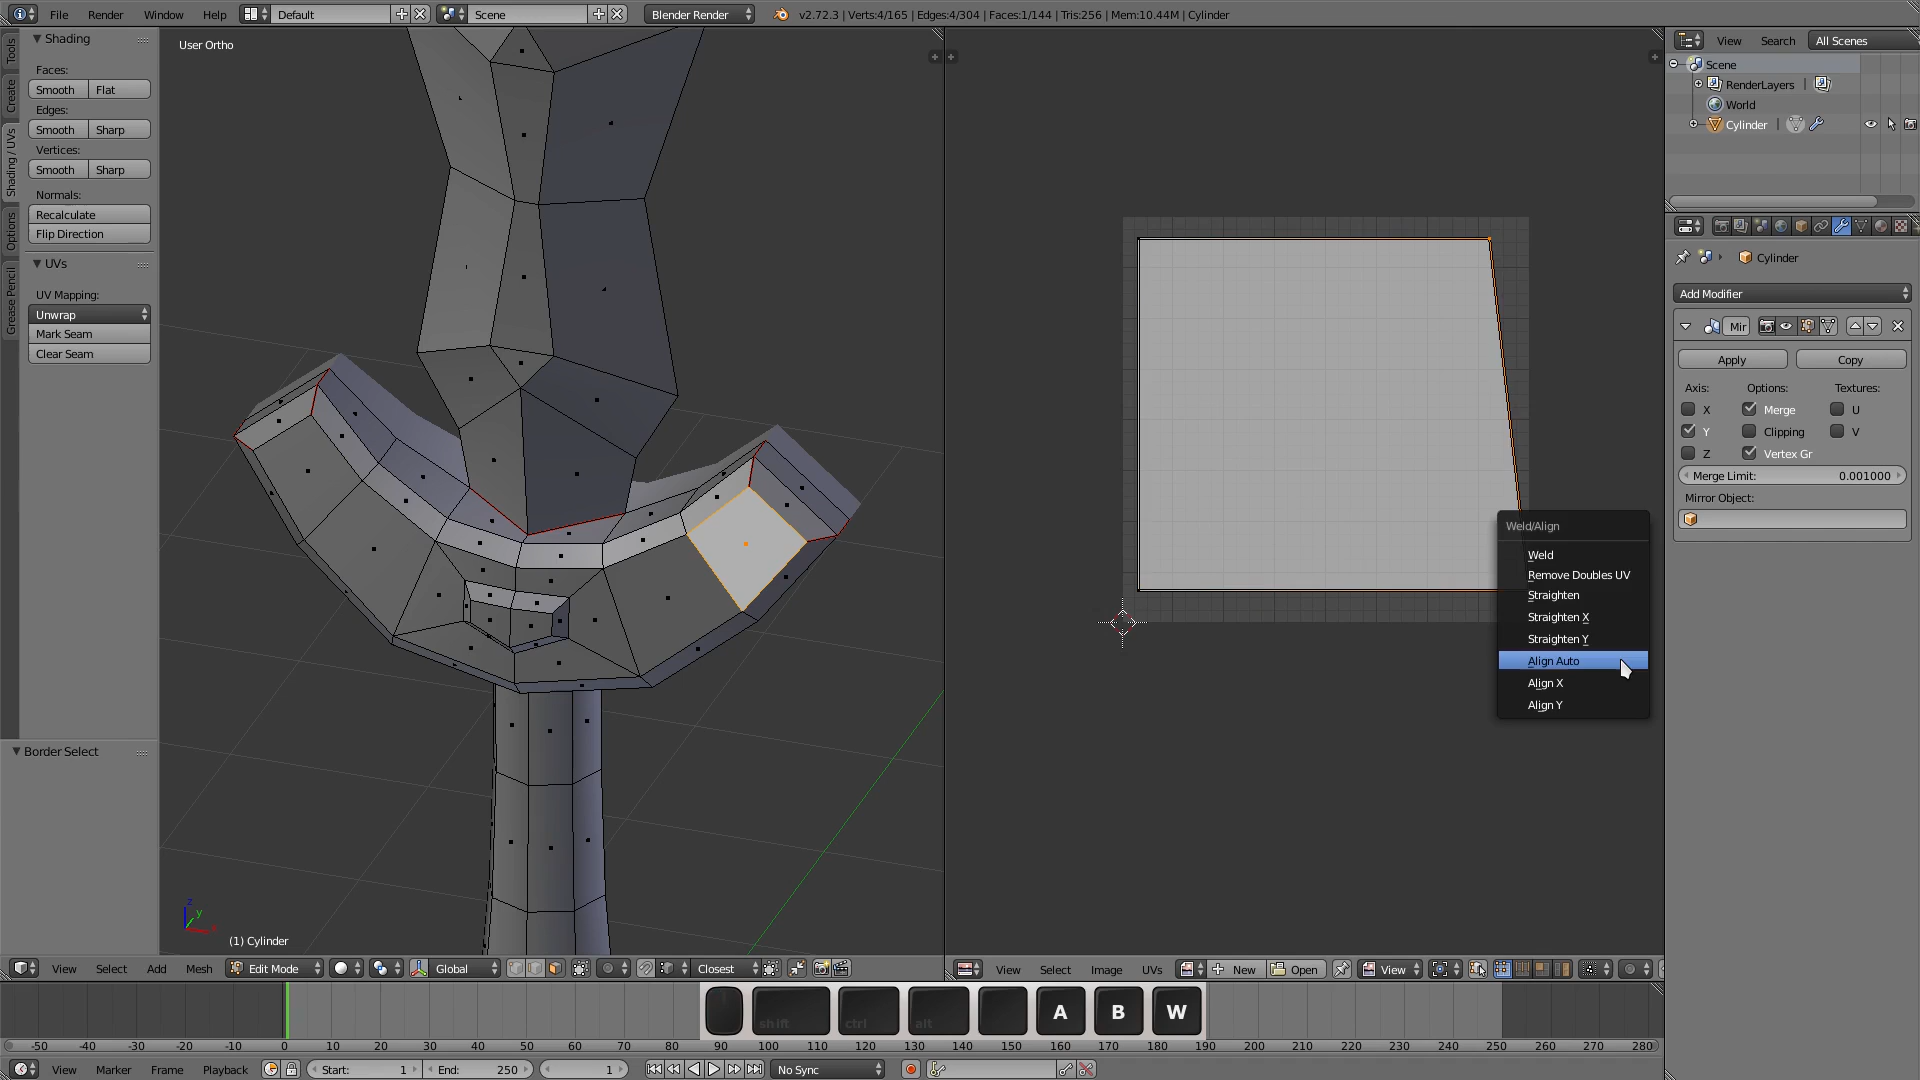 File Render Window Help Default Scene Blender Render v2.72.3 | Verts:4/165 | Edges:4/304 | Faces:1/144 | Tris:256 | Mem:10.44M | Cylinder
Tools
Create
Shading / UVs
Options
Grease Pencil
Shading
Faces:
Smooth Flat
Edges:
Smooth Sharp
Vertices:
Smooth Sharp
Normals:
Recalculate
Flip Direction
UVs
UV Mapping:
Unwrap
Mark Seam
Clear Seam
Border Select
User Ortho
z
y
x
(1) Cylinder
Weld/Align
Weld
Remove Doubles UV
Straighten
Straighten X
Straighten Y
Align Auto
Align X
Align Y
View Search All Scenes
Scene
RenderLayers |
World
Cylinder |
Cylinder
Add Modifier
Mir
Apply Copy
Axis: Options: Textures:
X Merge U
Y Clipping V
Z Vertex Gr
Merge Limit: 0.001000
Mirror Object:
View Select Add Mesh Edit Mode Global Closest
View Select Image UVs New Open View
shift ctrl alt A B W
-50 -40 -30 -20 -10 0 10 20 30 40 50 60 70 80 90 100 110 120 130 140 150 160 170 180 190 200 210 220 230 240 250 260 270 280
View Marker Frame Playback Start: 1 End: 250 1 No Sync